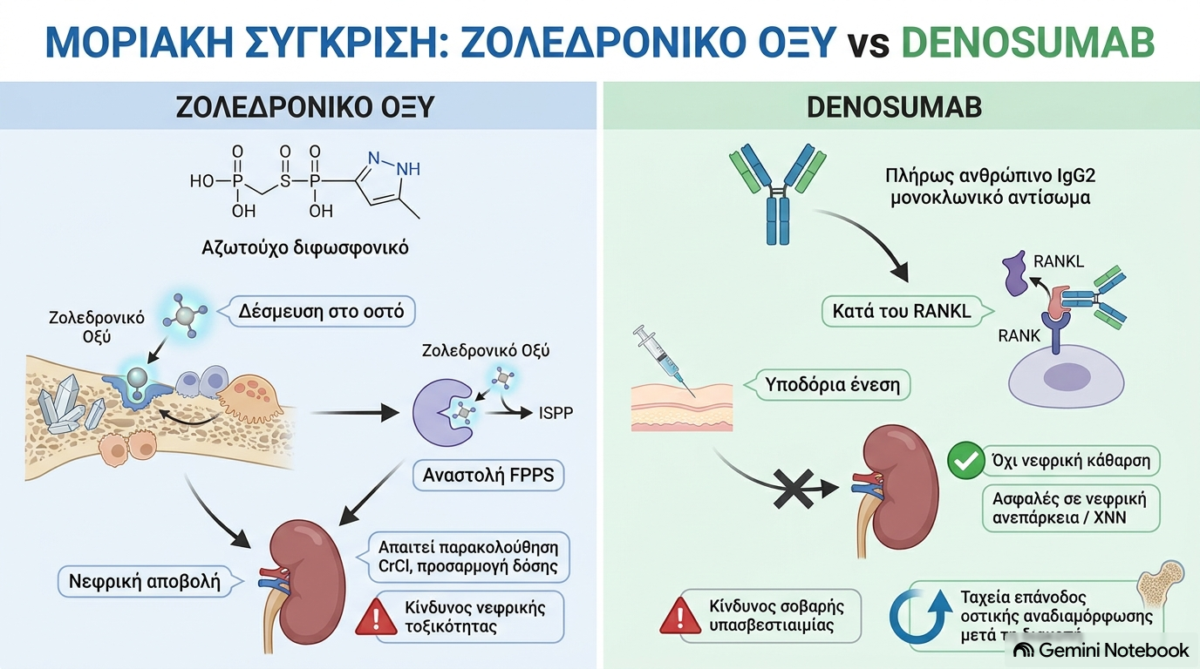 ΜΟΡΙΑΚΗ ΣΥΓΚΡΙΣΗ: ΖΟΛΕΔΡΟΝΙΚΟ ΟΞΥ vs DENOSUMAB
ΖΟΛΕΔΡΟΝΙΚΟ ΟΞΥ
O O O
N NH
HO P S P
OH OH
Αζωτούχο διφωσφονικό
Ζολεδρονικό
Οξύ
Δέσμευση στο οστό
Ζολεδρονικό Οξύ
ISPP
Αναστολή FPPS
Νεφρική αποβολή
Απαιτεί παρακολούθηση
CrCl, προσαρμογή δόσης
Κίνδυνος νεφρικής
τοξικότητας
DENOSUMAB
Πλήρως ανθρώπινο IgG2
μονοκλωνικό αντίσωμα
RANKL
Κατά του RANKL
RANK
Υποδόρια ένεση
Όχι νεφρική κάθαρση
Ασφαλές σε νεφρική
ανεπάρκεια / ΧΝΝ
Κίνδυνος σοβαρής
υπασβεστιαιμίας
Ταχεία επάνοδος
οστικής αναδιαμόρφωσης
μετά
Gemini Notebook